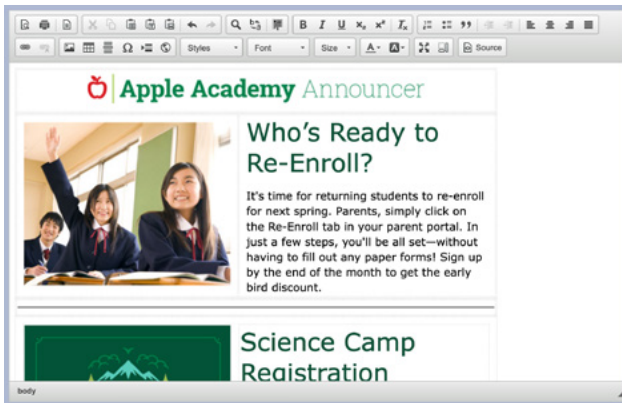 B I U x₂ x² Tx
Styles Font Size A A Source
Apple Academy Announcer
Who's Ready to
Re-Enroll?
It's time for returning students to re-enroll
for next spring. Parents, simply click on
the Re-Enroll tab in your parent portal. In
just a few steps, you'll be all set—without
having to fill out any paper forms! Sign up
by the end of the month to get the early
bird discount.
Science Camp
Registration
body